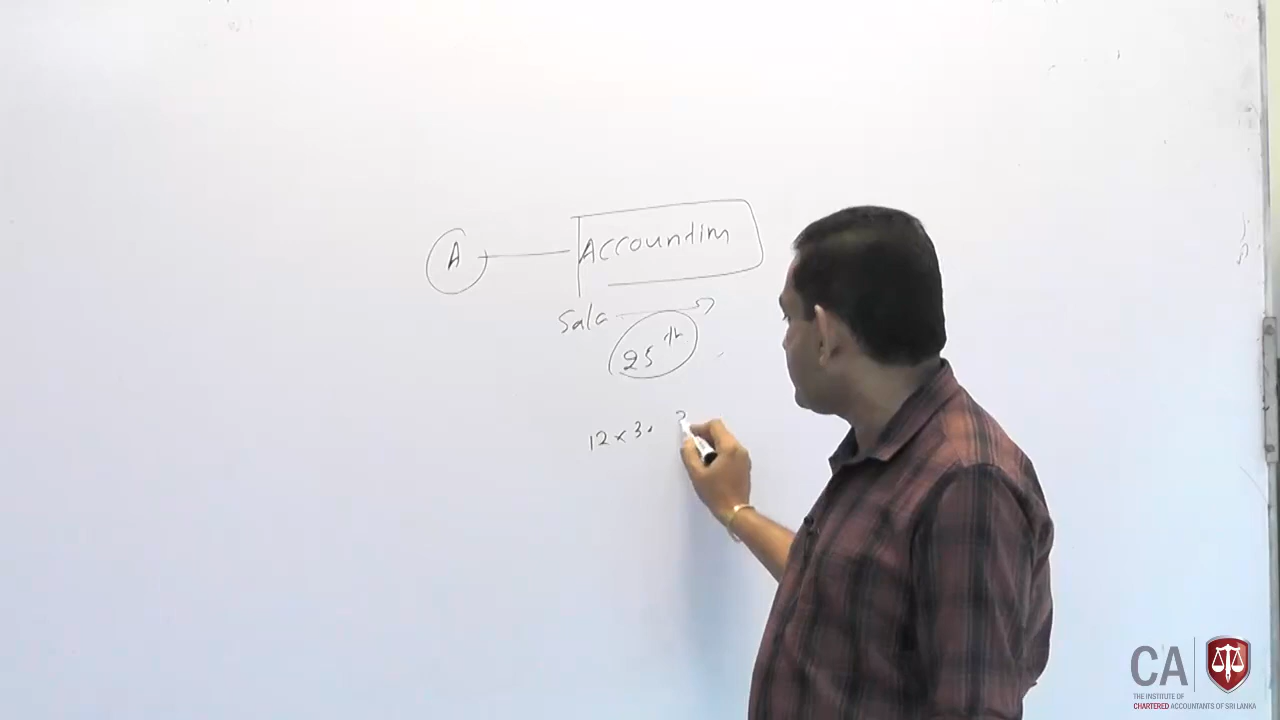 A Accountim
Sala
25th
12 x 3.
CA
THE INSTITUTE OF
CHARTERED ACCOUNTANTS OF SRI LANKA